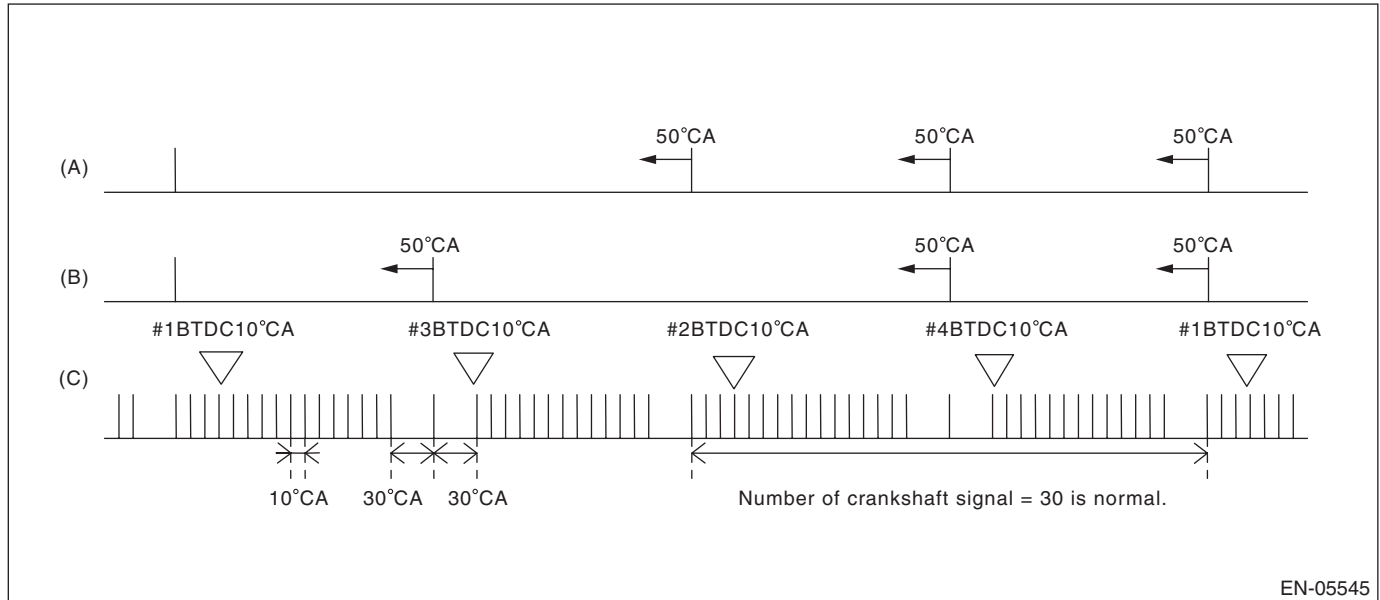 50°CA 50°CA 50°CA
(A)
50°CA 50°CA 50°CA
(B)
#1BTDC10°CA #3BTDC10°CA #2BTDC10°CA #4BTDC10°CA #1BTDC10°CA
(C)
10°CA 30°CA 30°CA Number of crankshaft signal = 30 is normal.
EN-05545